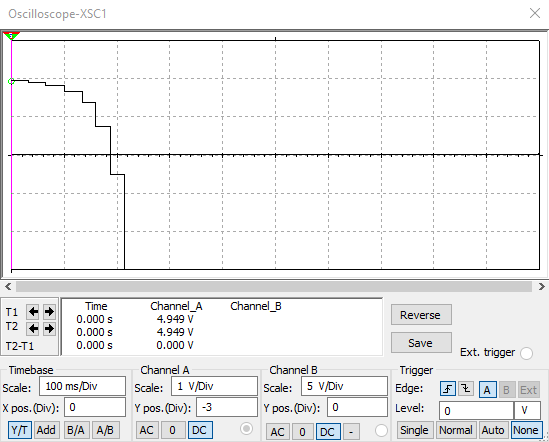 Oscilloscope-XSC1
Time Channel_A Channel_B
T1 0.000 s 4.949 V
T2 0.000 s 4.949 V
T2-T1 0.000 s 0.000 V
Reverse
Save
Ext. trigger
Timebase
Scale: 100 ms/Div
X pos.(Div): 0
Y/T Add B/A A/B
Channel A
Scale: 1 V/Div
Y pos.(Div): -3
AC 0 DC
Channel B
Scale: 5 V/Div
Y pos.(Div): 0
AC 0 DC -
Trigger
Edge: A B Ext
Level: 0 V
Single Normal Auto None